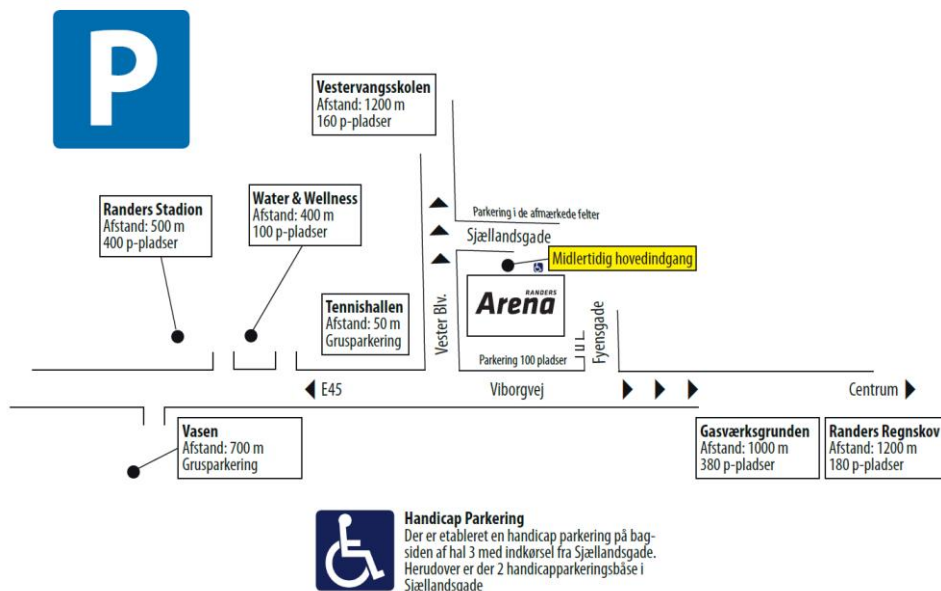 P
Vestervangsskolen
Afstand: 1200 m
160 p-pladser
Randers Stadion
Afstand: 500 m
400 p-pladser
Water & Wellness
Afstand: 400 m
100 p-pladser
Parkering i de afmærkede felter
Sjællandsgade
Midlertidig hovedindgang
RANDERS
Arena
Tennishallen
Afstand: 50 m
Grusparkering
Vester Blv.
Fyensgade
Parkering 100 pladser
E45
Viborgvej
Centrum
Vasen
Afstand: 700 m
Grusparkering
Gasværksgrunden
Afstand: 1000 m
380 p-pladser
Randers Regnskov
Afstand: 1200 m
180 p-pladser
Handicap Parkering
Der er etableret en handicap parkering på bag-
siden af hal 3 med indkørsel fra Sjællandsgade.
Herudover er der 2 handicapparkeringsbåse i
Sjællandsgade